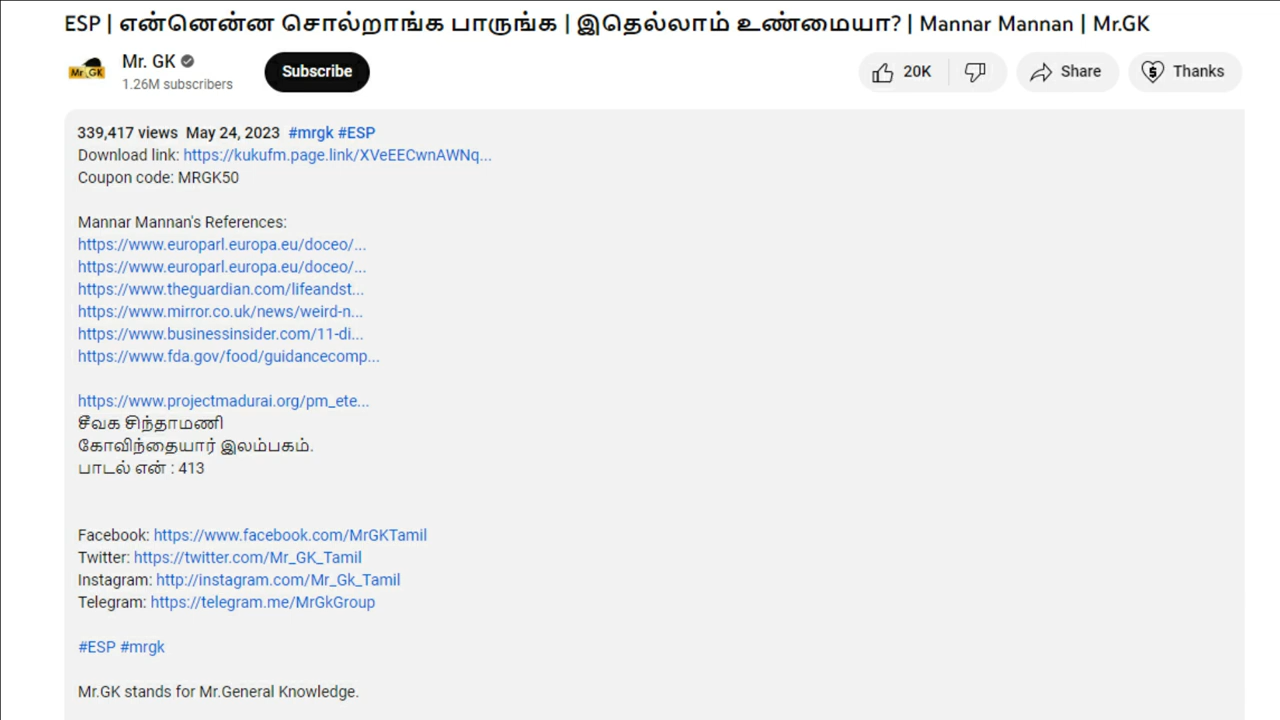 ESP | என்னென்ன சொல்றாங்க பாருங்க | இதெல்லாம் உண்மையா? | Mannar Mannan | Mr.GK
Mr. GK
Mr. GK
1.26M subscribers
Subscribe
20K
Share
Thanks
339,417 views May 24, 2023 #mrgk #ESP
Download link: https://kukufm.page.link/XVeEECwnAWNq...
Coupon code: MRGK50
Mannar Mannan's References:
https://www.europarl.europa.eu/doceo/...
https://www.europarl.europa.eu/doceo/...
https://www.theguardian.com/lifeandst...
https://www.mirror.co.uk/news/weird-n...
https://www.businessinsider.com/11-di...
https://www.fda.gov/food/guidancecomp...
https://www.projectmadurai.org/pm_ete...
சீவக சிந்தாமணி
கோவிந்தையார் இலம்பகம்.
பாடல் என் : 413
Facebook: https://www.facebook.com/MrGKTamil
Twitter: https://twitter.com/Mr_GK_Tamil
Instagram: http://instagram.com/Mr_Gk_Tamil
Telegram: https://telegram.me/MrGkGroup
#ESP #mrgk
Mr.GK stands for Mr.General Knowledge.